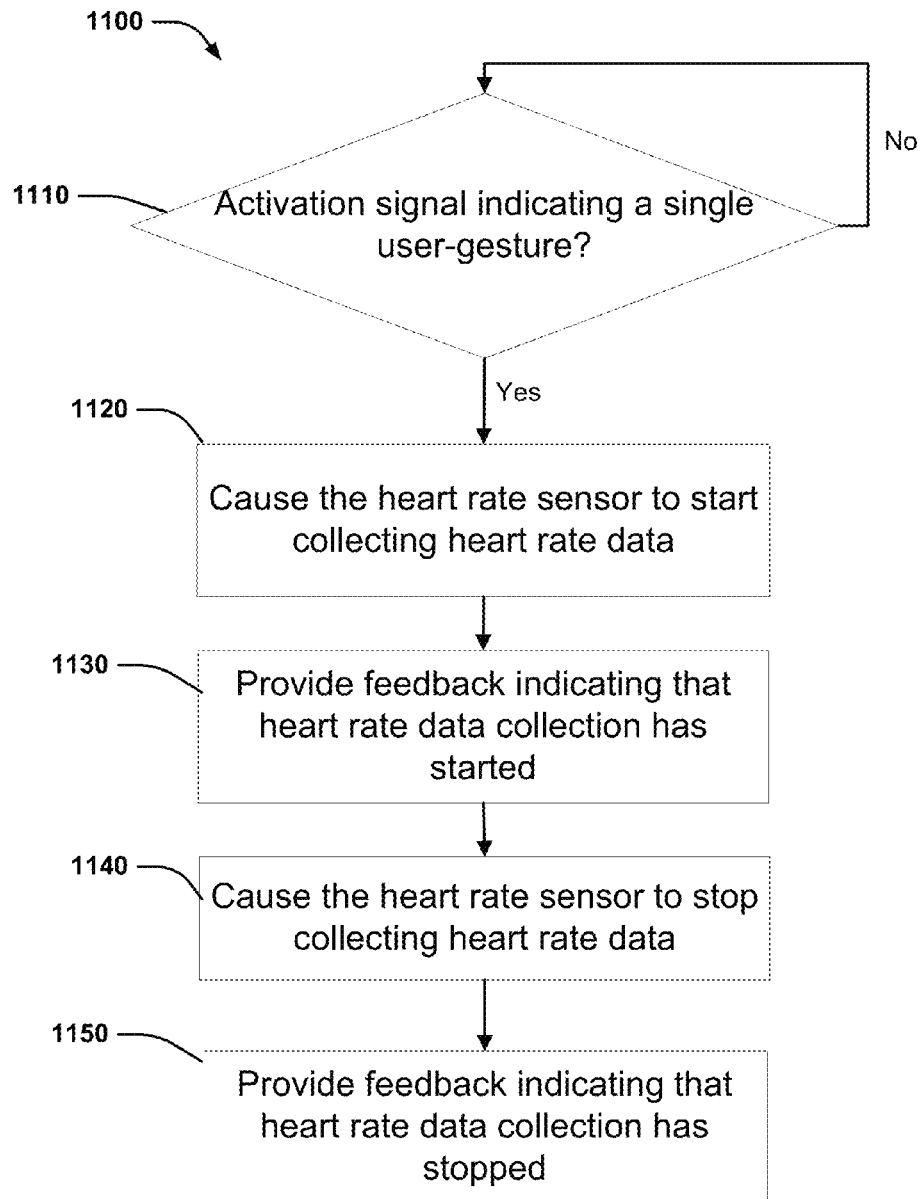 1100
No
1110
Activation signal indicating a single
user-gesture?
Yes
1120
Cause the heart rate sensor to start
collecting heart rate data
1130
Provide feedback indicating that
heart rate data collection has
started
1140
Cause the heart rate sensor to stop
collecting heart rate data
1150
Provide feedback indicating that
heart rate data collection has
stopped